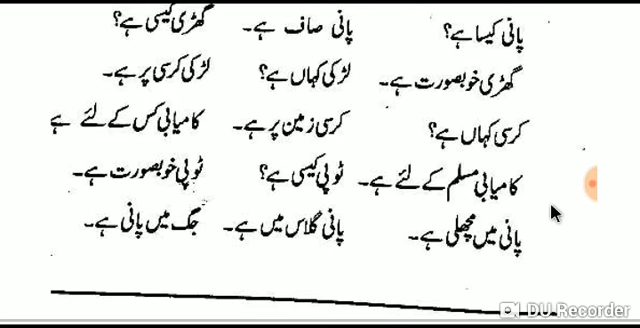 پانی کیسا ہے؟ پانی صاف ہے۔ گھڑی کیسی ہے؟
گھڑی خوبصورت ہے۔ لڑکی کہاں ہے؟ لڑکی کرسی پر ہے۔
کرسی کہاں ہے؟ کرسی زمین پر ہے۔ کامیابی کس کے لئے ہے
کامیابی مسلم کے لئے ہے۔ ٹوپی کیسی ہے؟ ٹوپی خوبصورت ہے۔
پانی میں مچھلی ہے۔ پانی گلاس میں ہے۔ جگ میں پانی ہے۔
DU Recorder